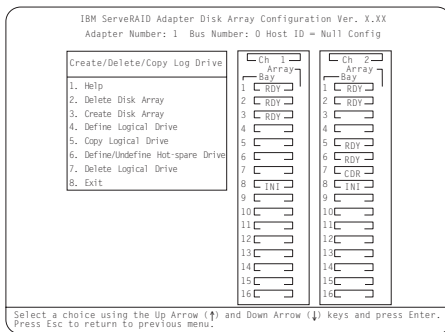 IBM ServeRAID Adapter Disk Array Configuration Ver. X.XX
Adapter Number: 1 Bus Number: 0 Host ID = Null Config
Create/Delete/Copy Log Drive
1. Help
2. Delete Disk Array
3. Create Disk Array
4. Define Logical Drive
5. Copy Logical Drive
6. Define/Undefine Hot-spare Drive
7. Delete Logical Drive
8. Exit
Ch 1
Array
Bay
1 RDY
2 RDY
3 RDY
4
5
6
7
8 INI
9
10
11
12
13
14
15
16
Ch 2
Array
Bay
1 RDY
2 RDY
3
4
5 RDY
6 RDY
7 CDR
8 INI
9
10
11
12
13
14
15
16
Select a choice using the Up Arrow (↑) and Down Arrow (↓) keys and press Enter.
Press Esc to return to previous menu.